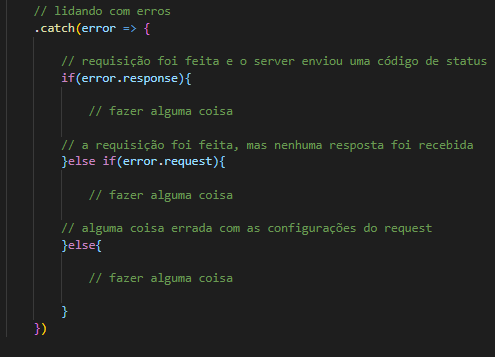 // lidando com erros
.catch(error => {
// requisição foi feita e o server enviou uma código de status
if(error.response){
// fazer alguma coisa
// a requisição foi feita, mas nenhuma resposta foi recebida
}else if(error.request){
// fazer alguma coisa
// alguma coisa errada com as configurações do request
}else{
// fazer alguma coisa
}
})